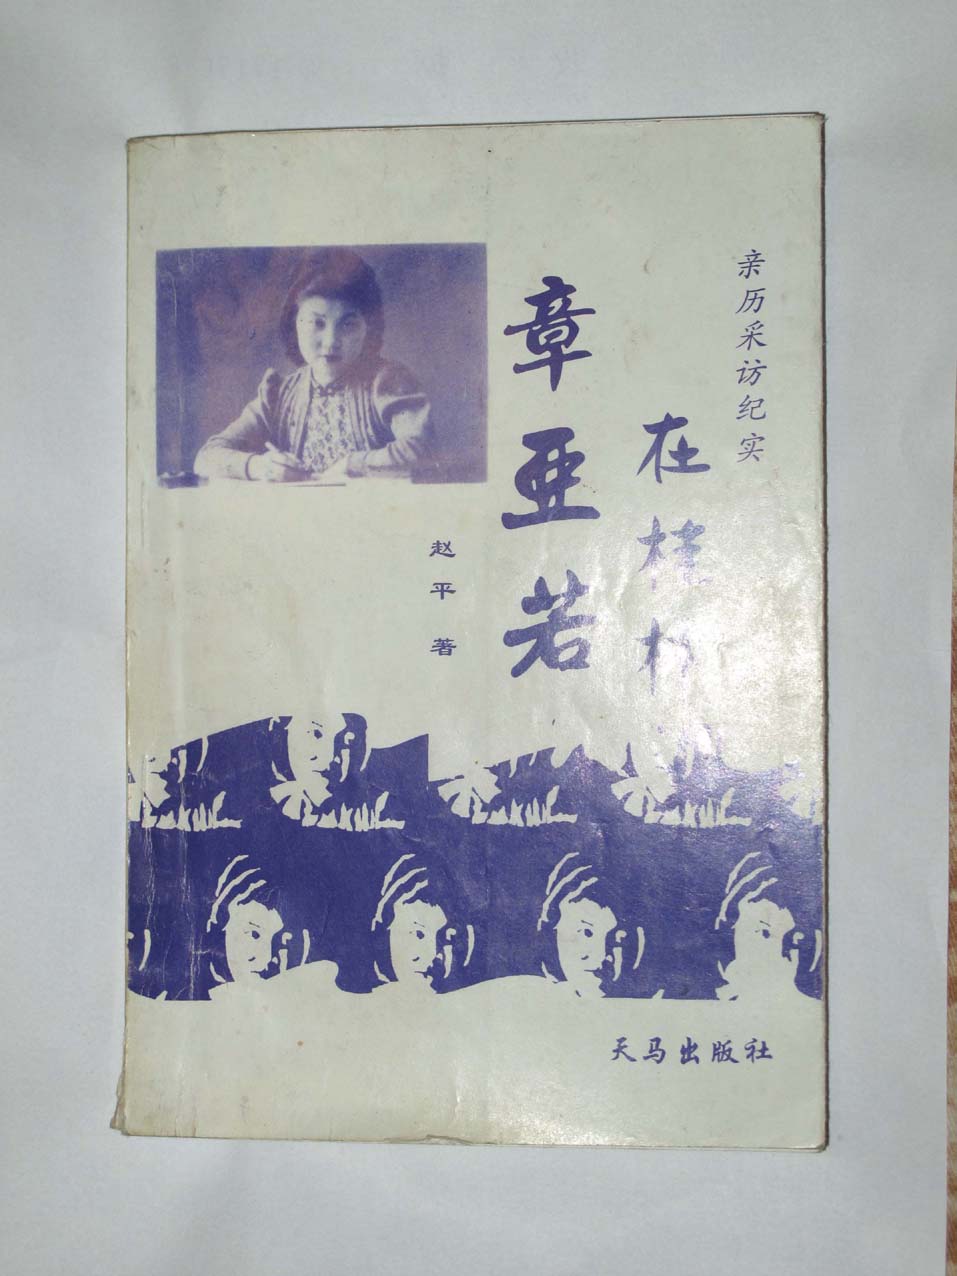 亲历采访纪实
章亚若
在桂林
赵平 著
天马出版社